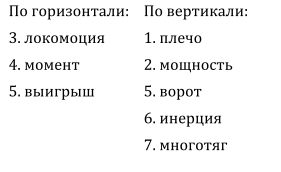 По горизонтали:
3. локомоция
4. момент
5. выигрыш
По вертикали:
1. плечо
2. мощность
5. ворот
6. инерция
7. многотяг